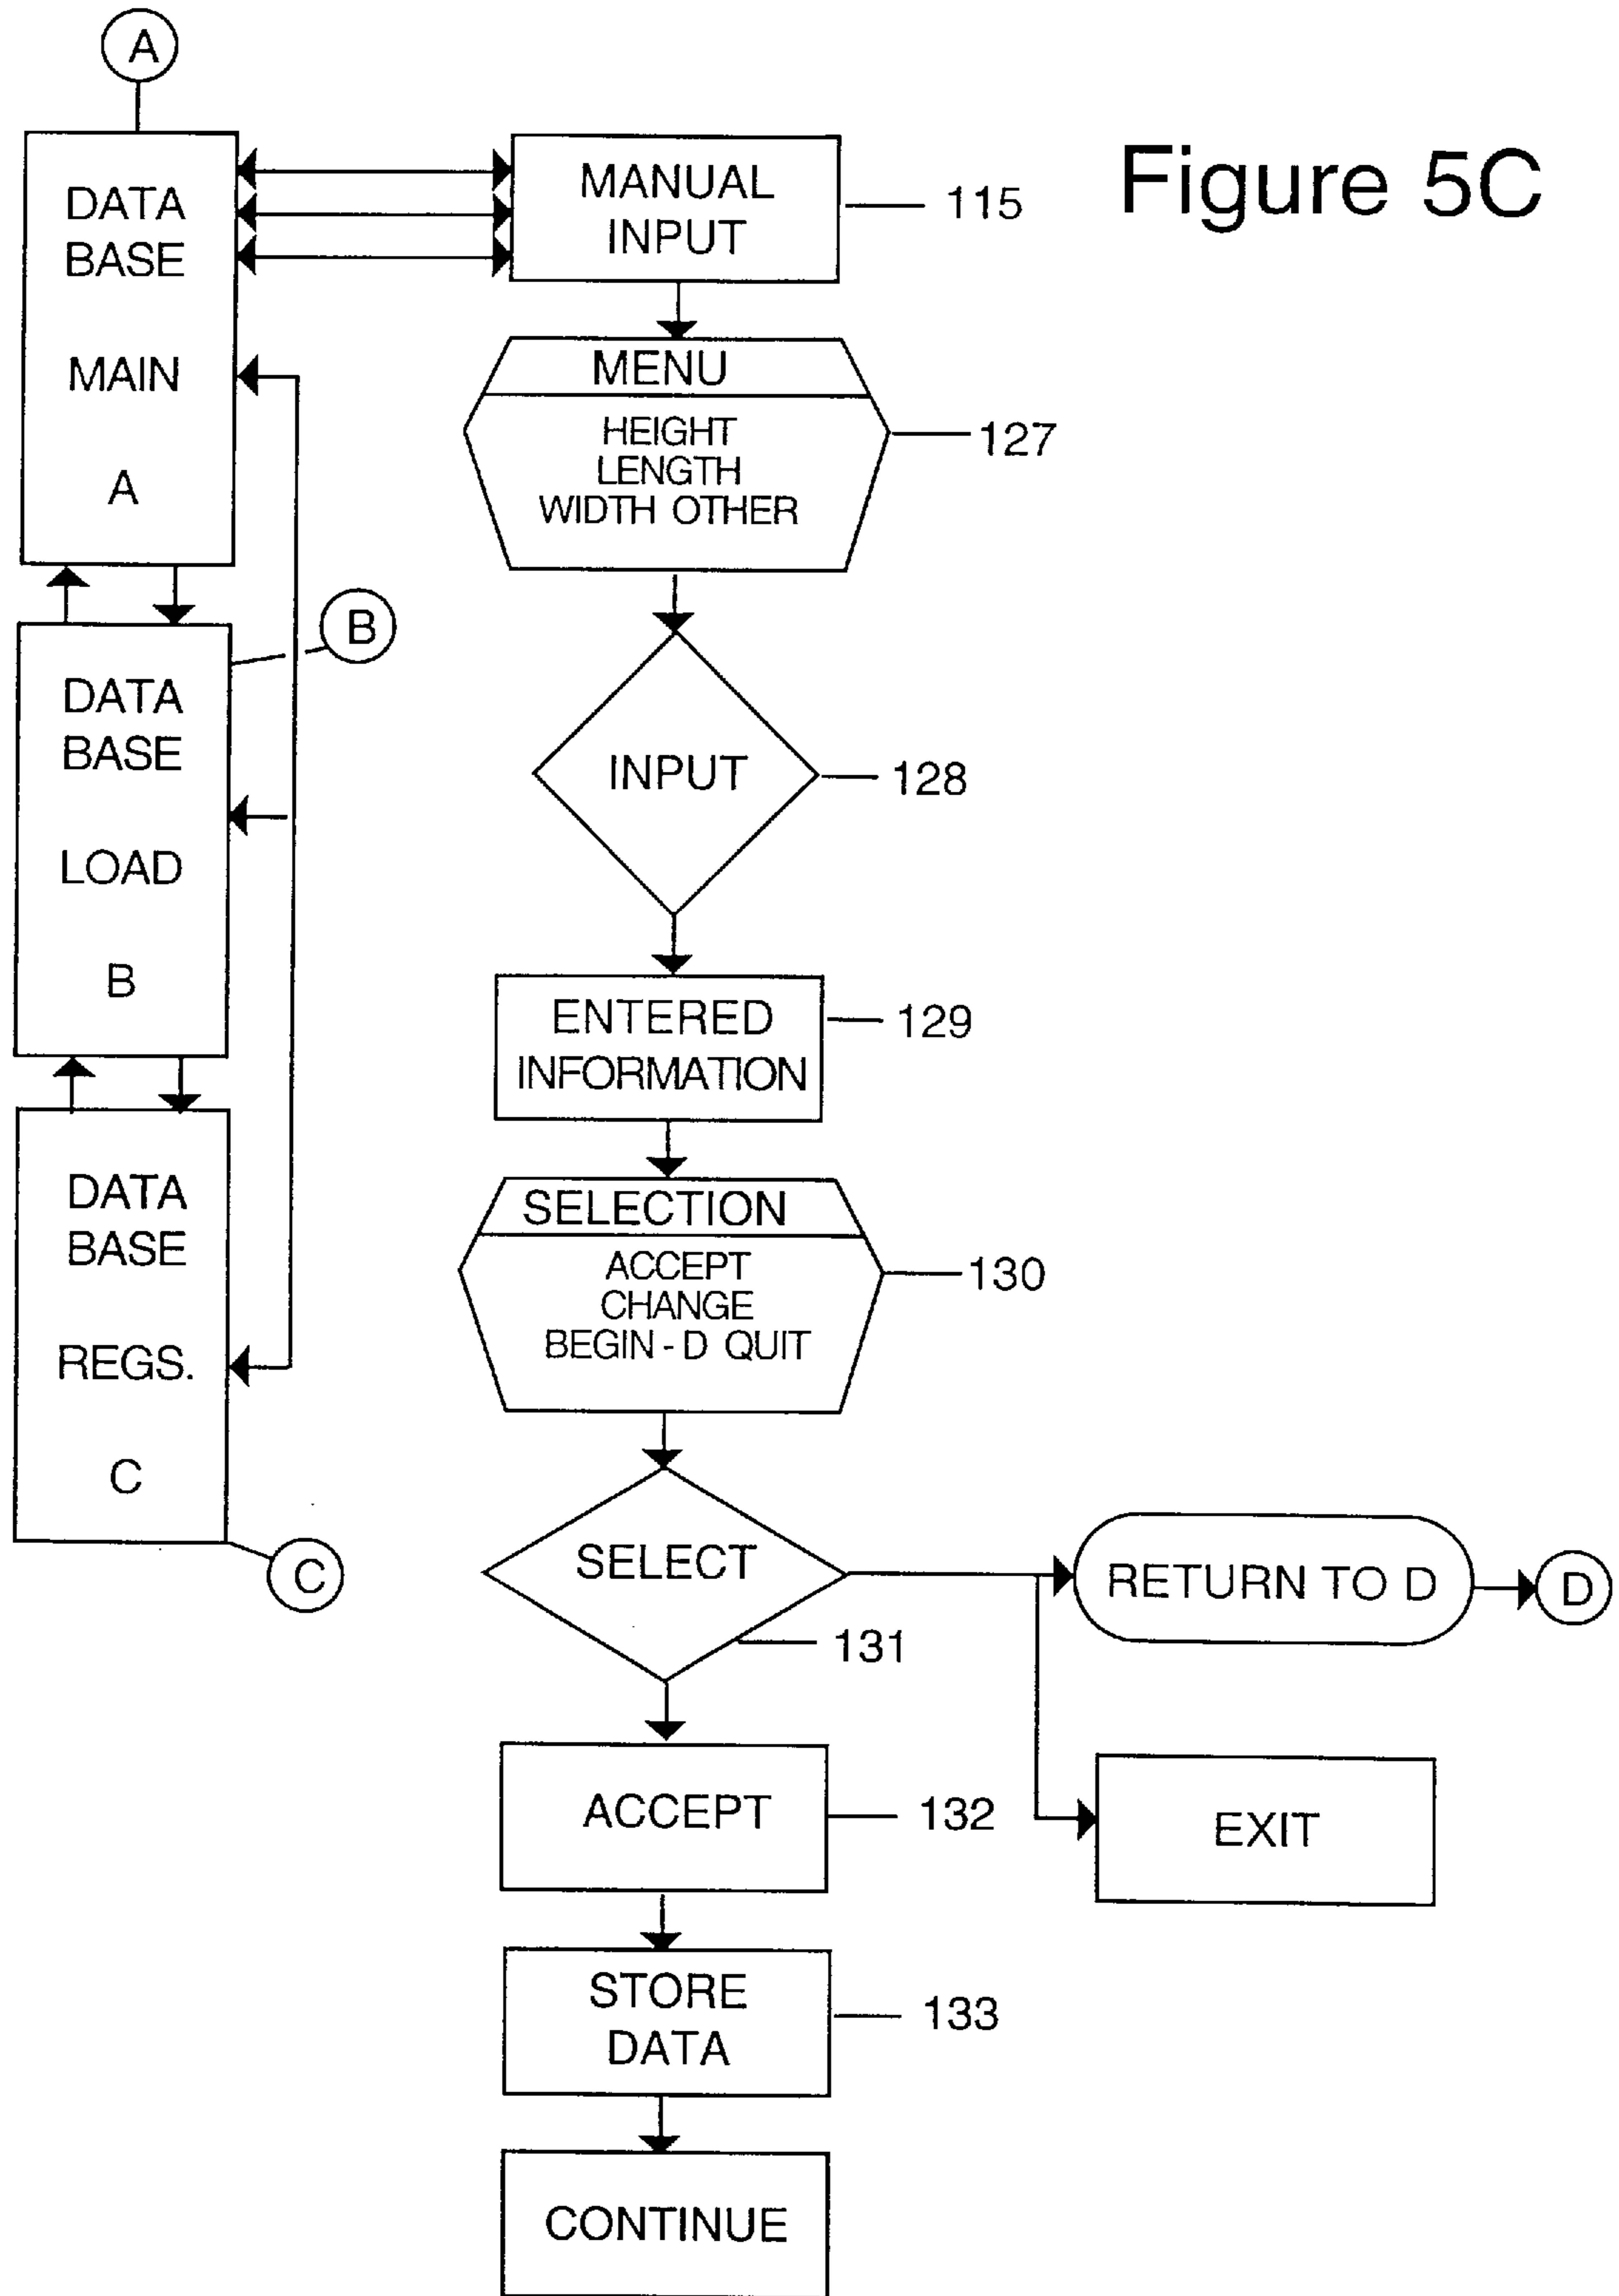 A
Figure 5C
DATA
BASE
MAIN
A
MANUAL
INPUT
115
MENU
HEIGHT
LENGTH
WIDTH OTHER
127
B
DATA
BASE
LOAD
B
INPUT
128
ENTERED
INFORMATION
129
DATA
BASE
REGS.
C
C
SELECTION
ACCEPT
CHANGE
BEGIN - D QUIT
130
SELECT
131
RETURN TO D
D
ACCEPT
132
EXIT
STORE
DATA
133
CONTINUE